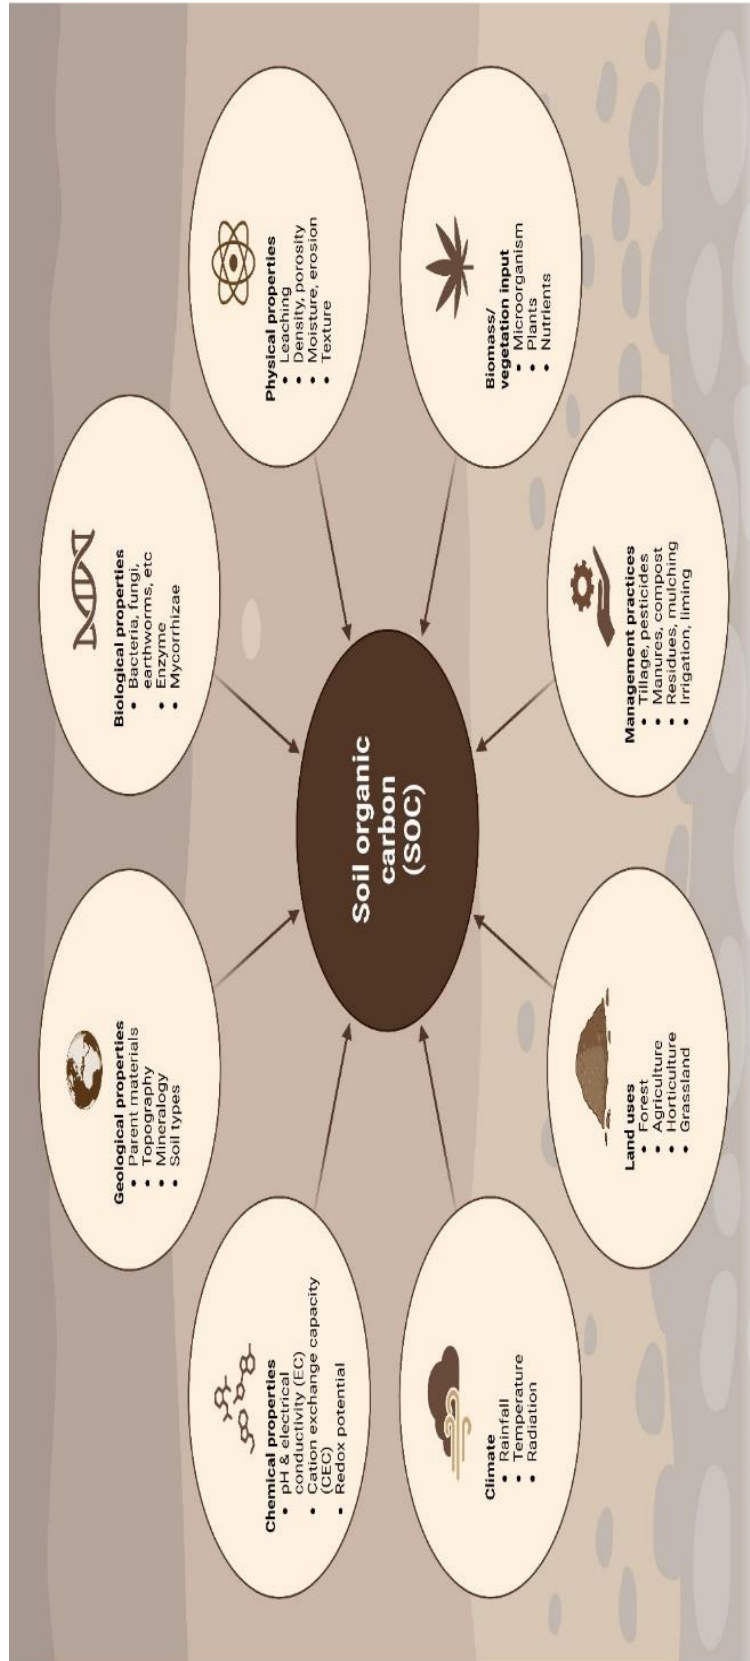 Chemical properties
• pH & electrical
conductivity (EC)
• Cation exchange capacity
(CEC)
• Redox potential
Geological properties
• Parent materials
• Topography
• Mineralogy
• Soil types
Biological properties
• Bacteria, fungi,
earthworms, etc
• Enzyme
• Mycorrhizae
Physical properties
• Leaching
• Density, porosity
• Moisture, erosion
• Texture
Soil organic
carbon
(SOC)
Climate
• Rainfall
• Temperature
• Radiation
Land uses
• Forest
• Agriculture
• Horticulture
• Grassland
Management practices
• Tillage, pesticides
• Manures, compost
• Residues, mulching
• Irrigation, liming
Biomass/
vegetation input
• Microorganism
• Plants
• Nutrients